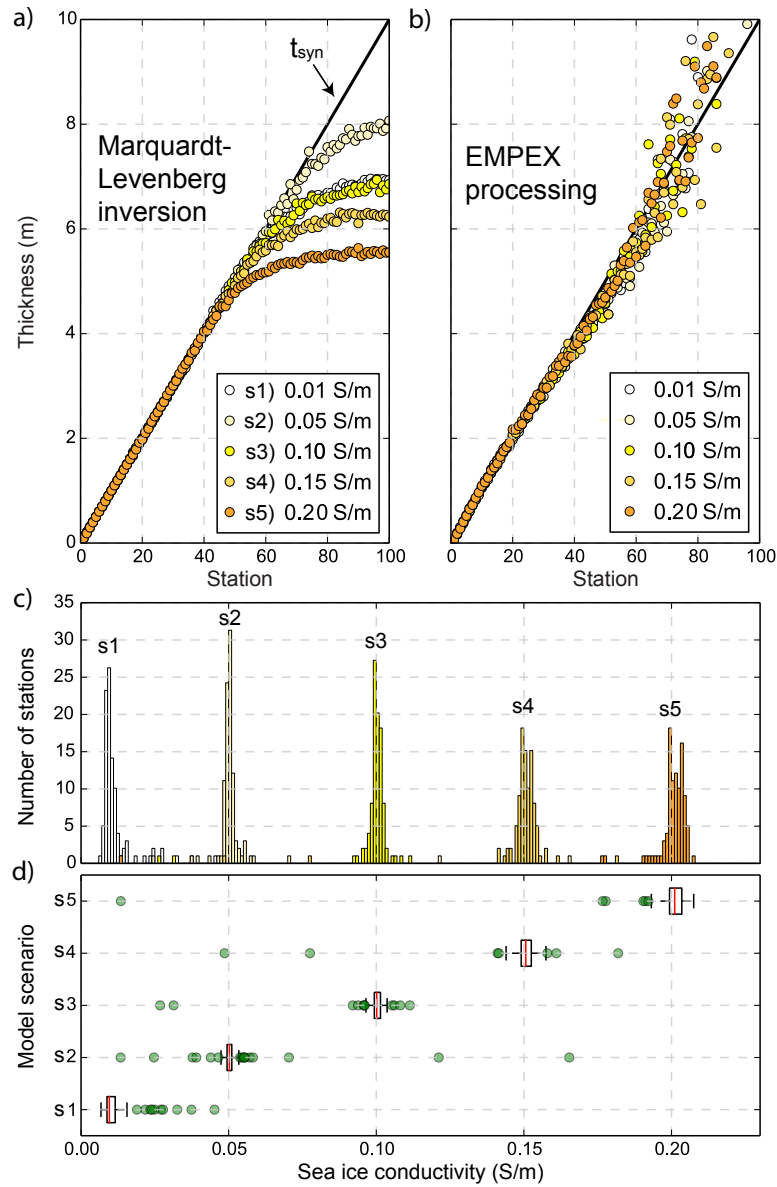 a)
b)
10
8
6
4
2
0
Thickness (m)
t_syn
Marquardt-
Levenberg
inversion
EMPEX
processing
s1) 0.01 S/m
s2) 0.05 S/m
s3) 0.10 S/m
s4) 0.15 S/m
s5) 0.20 S/m
0.01 S/m
0.05 S/m
0.10 S/m
0.15 S/m
0.20 S/m
0 20 40 60 80 100
Station
0 20 40 60 80 100
Station
c)
35
30
25
20
15
10
5
0
Number of stations
s1
s2
s3
s4
s5
d)
s5
s4
s3
s2
s1
Model scenario
0.00 0.05 0.10 0.15 0.20
Sea ice conductivity (S/m)